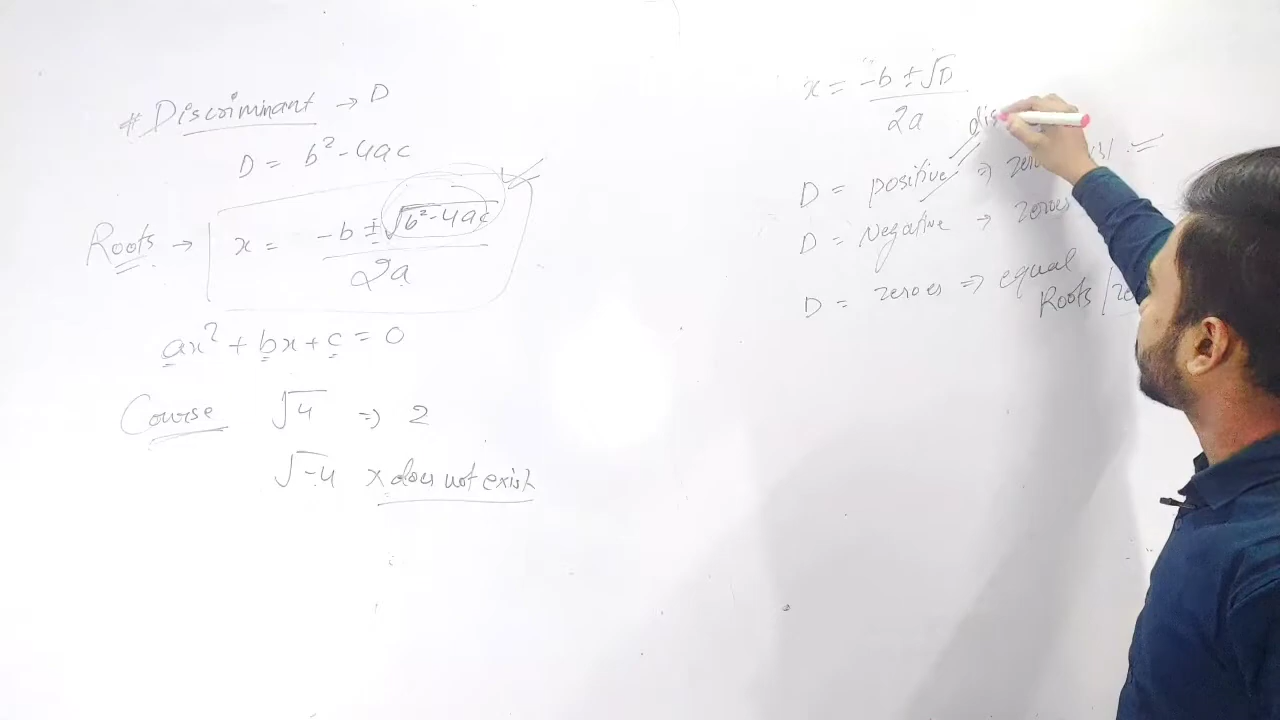 # Discriminant → D
D = b² - 4ac
Roots → x = -b ± √b² - 4ac / 2a
ax² + bx + c = 0
Course √4 => 2
√-4 x does not exist
x = -b ± √D / 2a
dis
D = positive => 
D = Negative → zeroes
D = zeroes => equal
Roots /